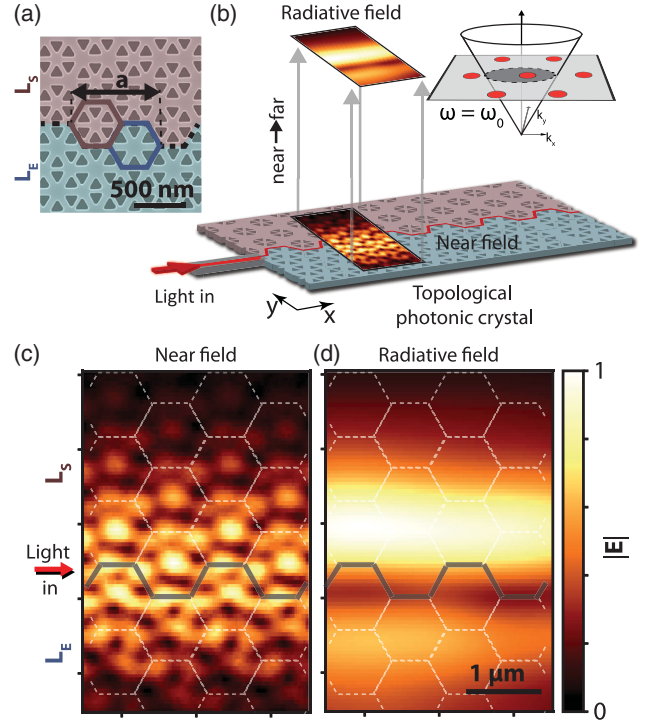 (a)
L_S
a
L_E
500 nm
(b)
Radiative field
near → far
ω = ω_0
k_y
k_x
Near field
Light in
y
x
Topological
photonic crystal
(c)
Near field
(d)
Radiative field
1
L_S
Light
in
L_E
|E|
1 µm
0